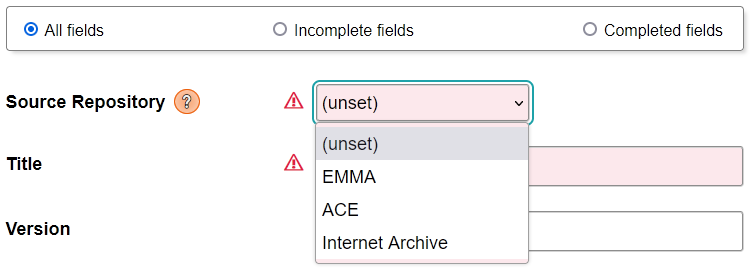 All fields Incomplete fields Completed fields
Source Repository ? (unset)
(unset)
Title
EMMA
ACE
Version
Internet Archive